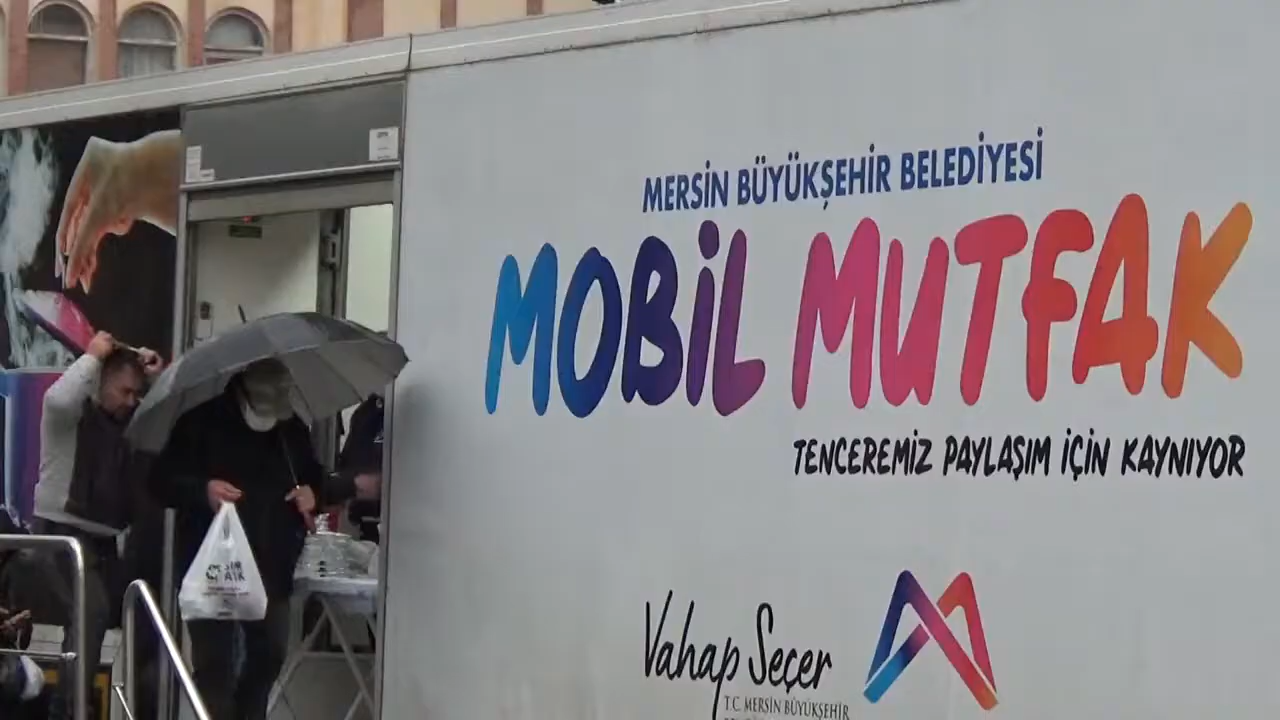 MERSİN BÜYÜKŞEHİR BELEDİYESİ
MOBİL MUTFAK
TENCEREMİZ PAYLAŞIM İÇİN KAYNIYOR
Vahap Seçer
T.C. MERSİN BÜYÜKŞEHİR